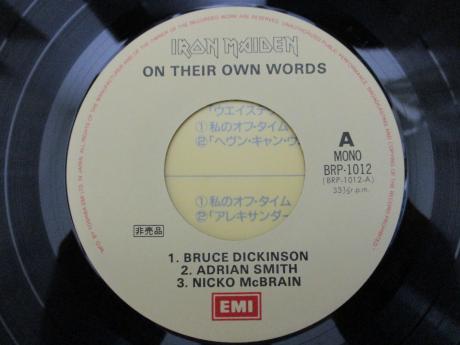 IRON MAIDEN
ON THEIR OWN WORDS
「ウエイステ
①私のオフ・タイム
②「ヘヴン・キャン・ウ
①私のオフ・タイム
②「アレキサンダー
A
MONO
BRP-1012
(BRP-1012-A)
33⅓r.p.m.
非売品
1. BRUCE DICKINSON
2. ADRIAN SMITH
3. NICKO McBRAIN
EMI